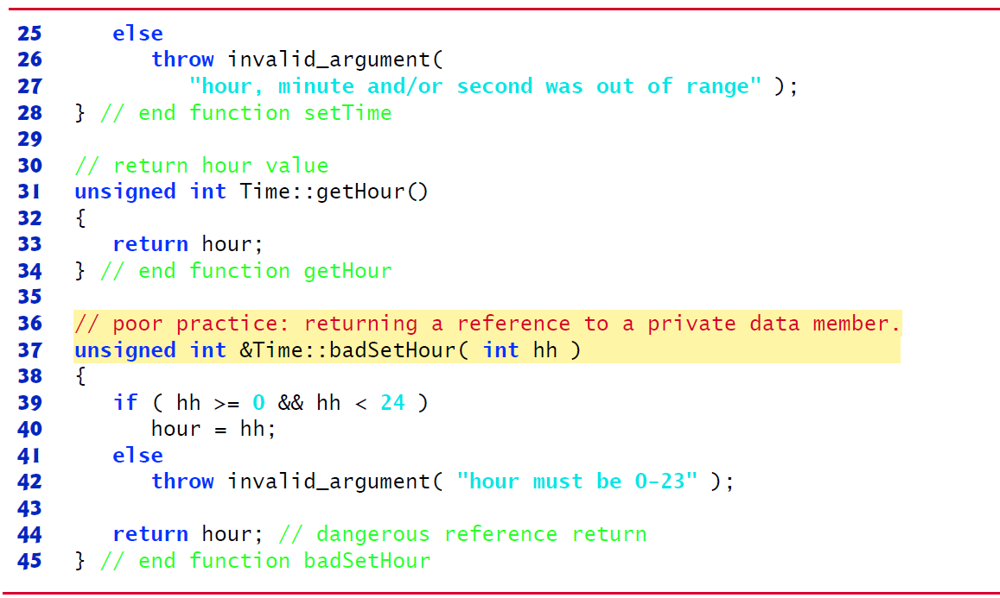 25 else
26 throw invalid_argument(
27 "hour, minute and/or second was out of range" );
28 } // end function setTime
29
30 // return hour value
31 unsigned int Time::getHour()
32 {
33 return hour;
34 } // end function getHour
35
36 // poor practice: returning a reference to a private data member.
37 unsigned int &Time::badSetHour( int hh )
38 {
39 if ( hh >= 0 && hh < 24 )
40 hour = hh;
41 else
42 throw invalid_argument( "hour must be 0-23" );
43
44 return hour; // dangerous reference return
45 } // end function badSetHour